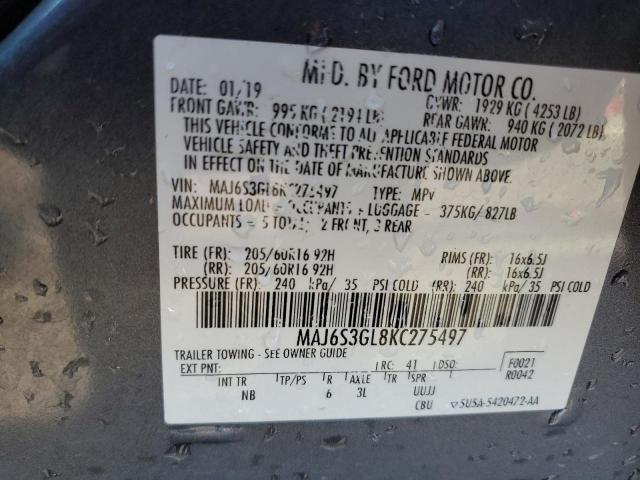 MFD. BY FORD MOTOR CO.
DATE: 01/19 GVWR: 1929 KG ( 4253 LB)
FRONT GAWR: 995 KG ( 2194 LB) REAR GAWR: 940 KG ( 2072 LB)
THIS VEHICLE CONFORMS TO ALL APPLICABLE FEDERAL MOTOR
VEHICLE SAFETY AND THEFT PREVENTION STANDARDS
IN EFFECT ON THE DATE OF MANUFACTURE SHOWN ABOVE.
VIN: MAJ6S3GL8KC275497 TYPE: MPV
MAXIMUM LOAD = OCCUPANTS + LUGGAGE = 375KG/ 827LB
OCCUPANTS = 5 TOTAL, 2 FRONT, 3 REAR
TIRE (FR): 205/60R16 92H RIMS (FR): 16x6.5J
(RR): 205/60R16 92H (RR): 16x6.5J
PRESSURE (FR): 240 kPa/ 35 PSI COLD (RR): 240 kPa/ 35 PSI COLD
MAJ6S3GL8KC275497
TRAILER TOWING - SEE OWNER GUIDE
EXT PNT: RC: 41 DSO: F0021
R0042
INT TR TP/PS R AXLE TR SPR
NB 6 3L UUJJ
CBU 5USA-5420472-AA